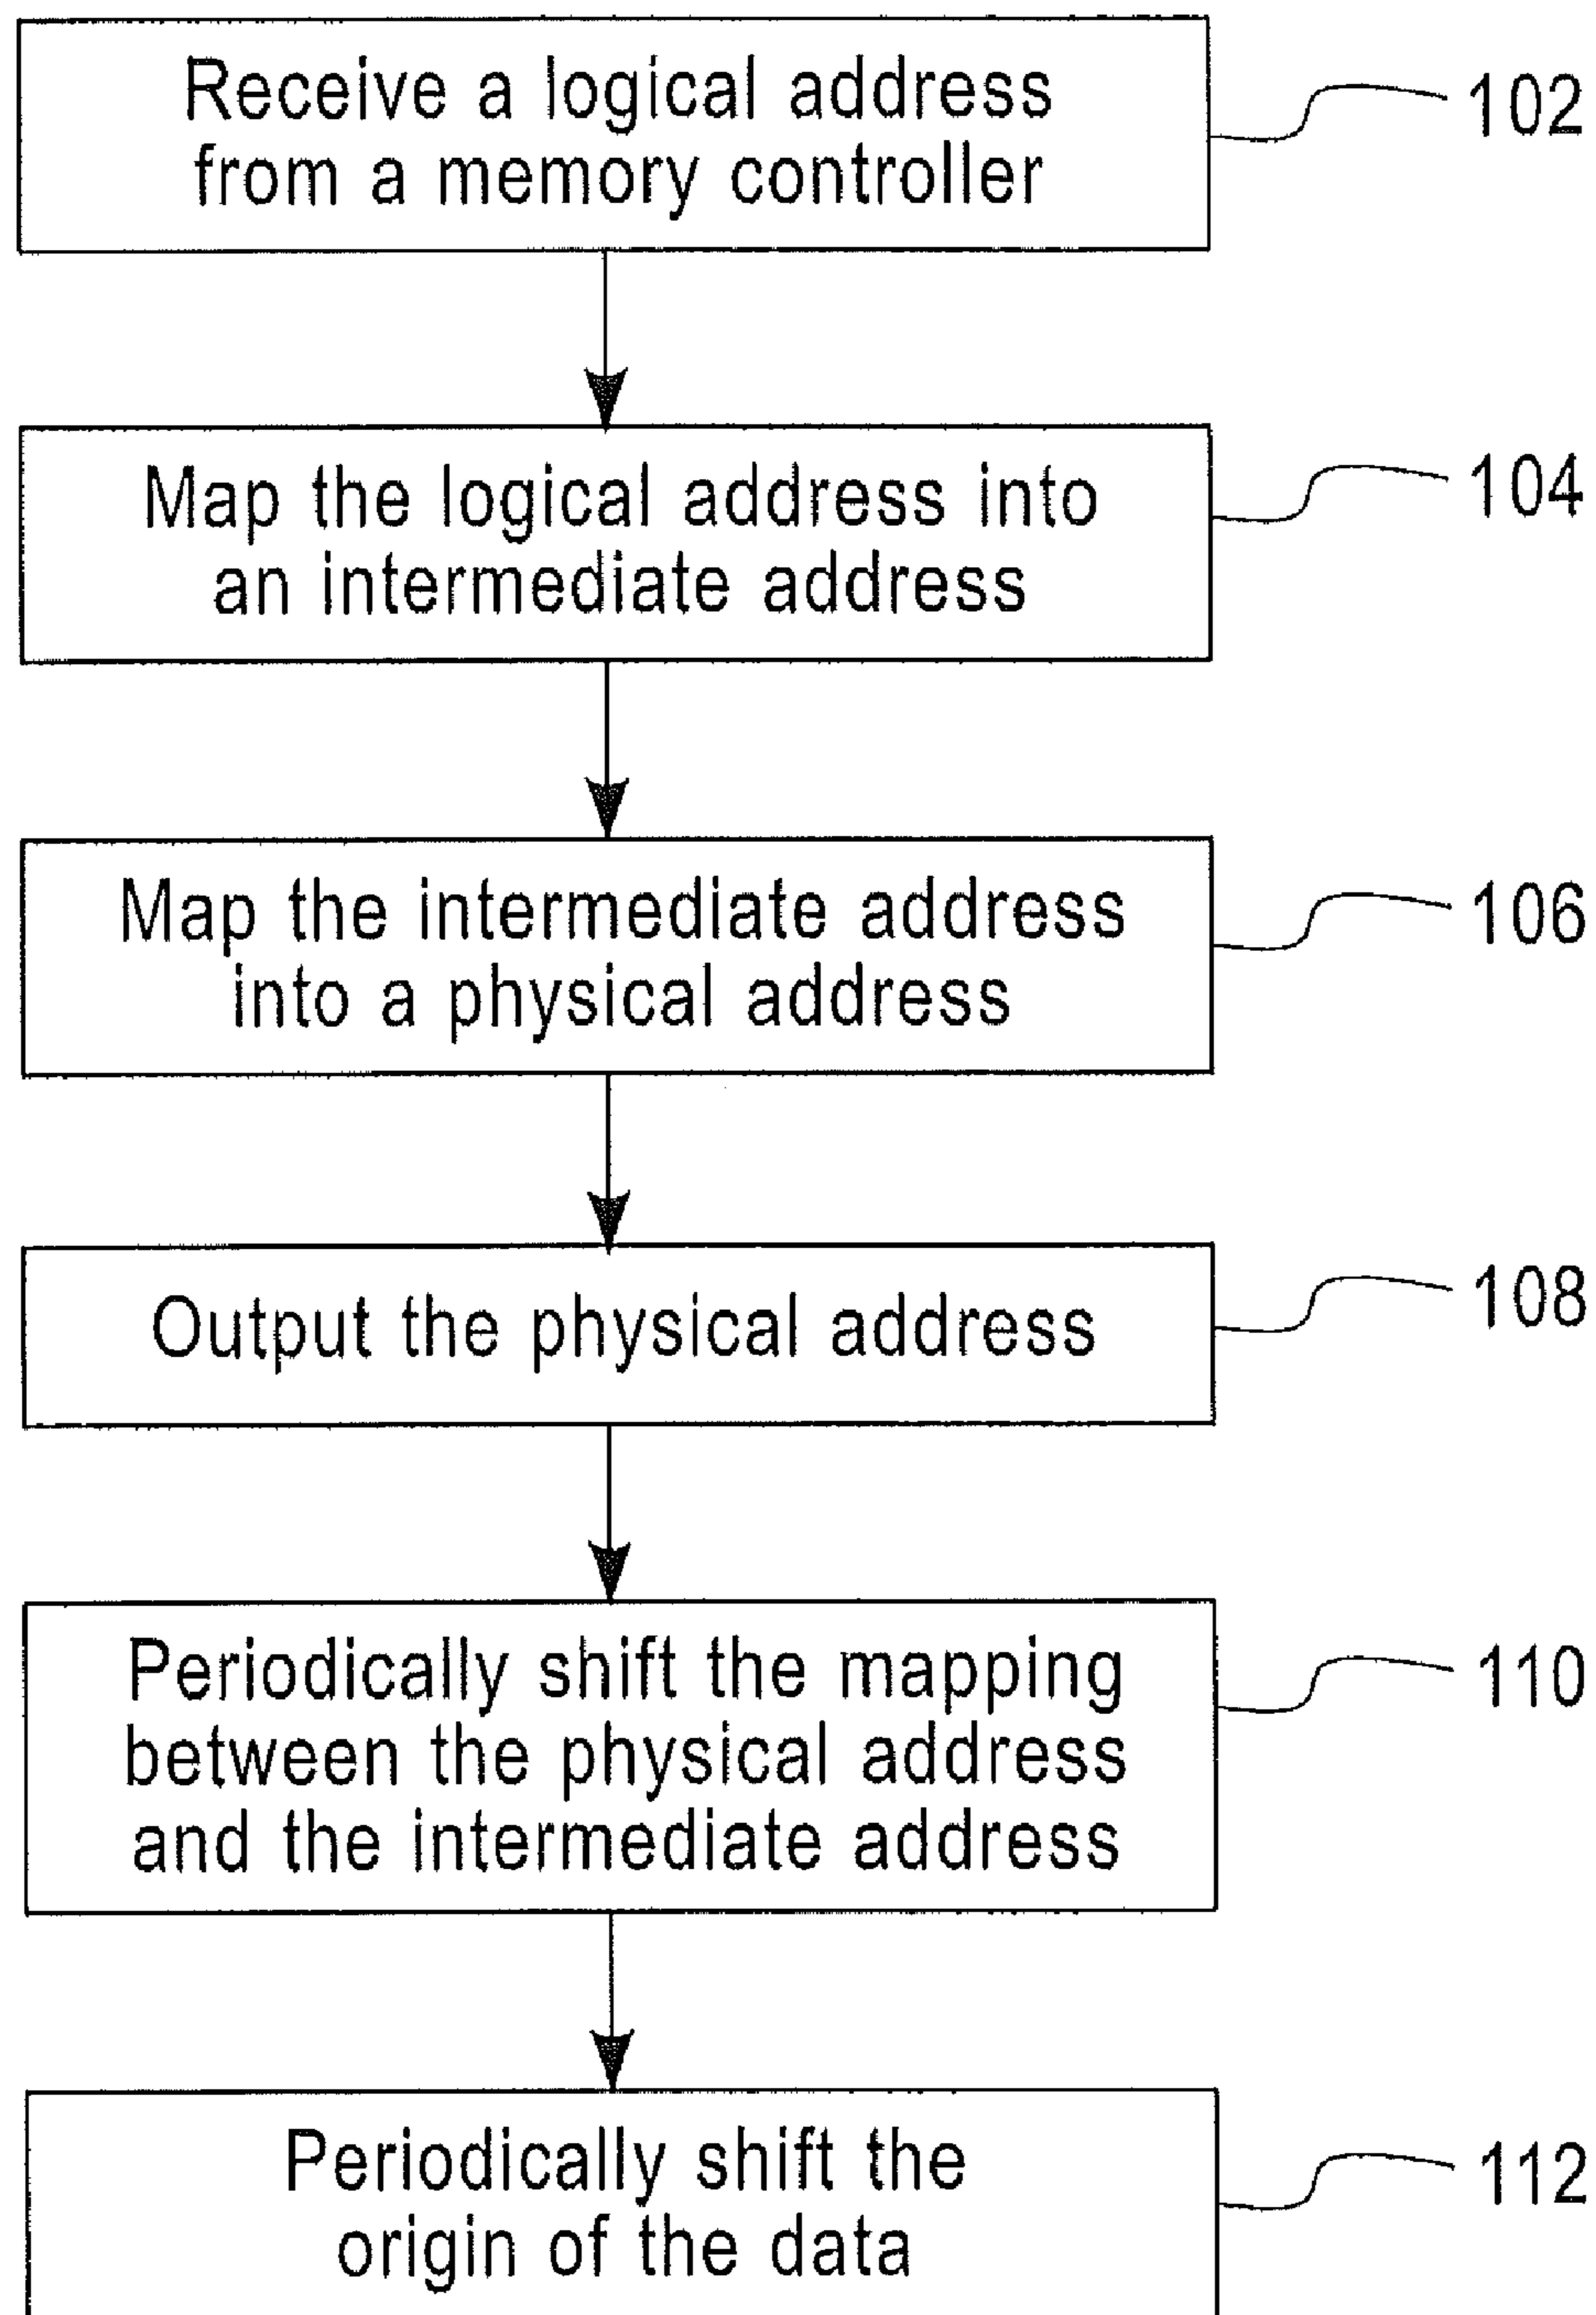 Receive a logical address
from a memory controller
102
Map the logical address into
an intermediate address
104
Map the intermediate address
into a physical address
106
Output the physical address
108
Periodically shift the mapping
between the physical address
and the intermediate address
110
Periodically shift the
origin of the data
112